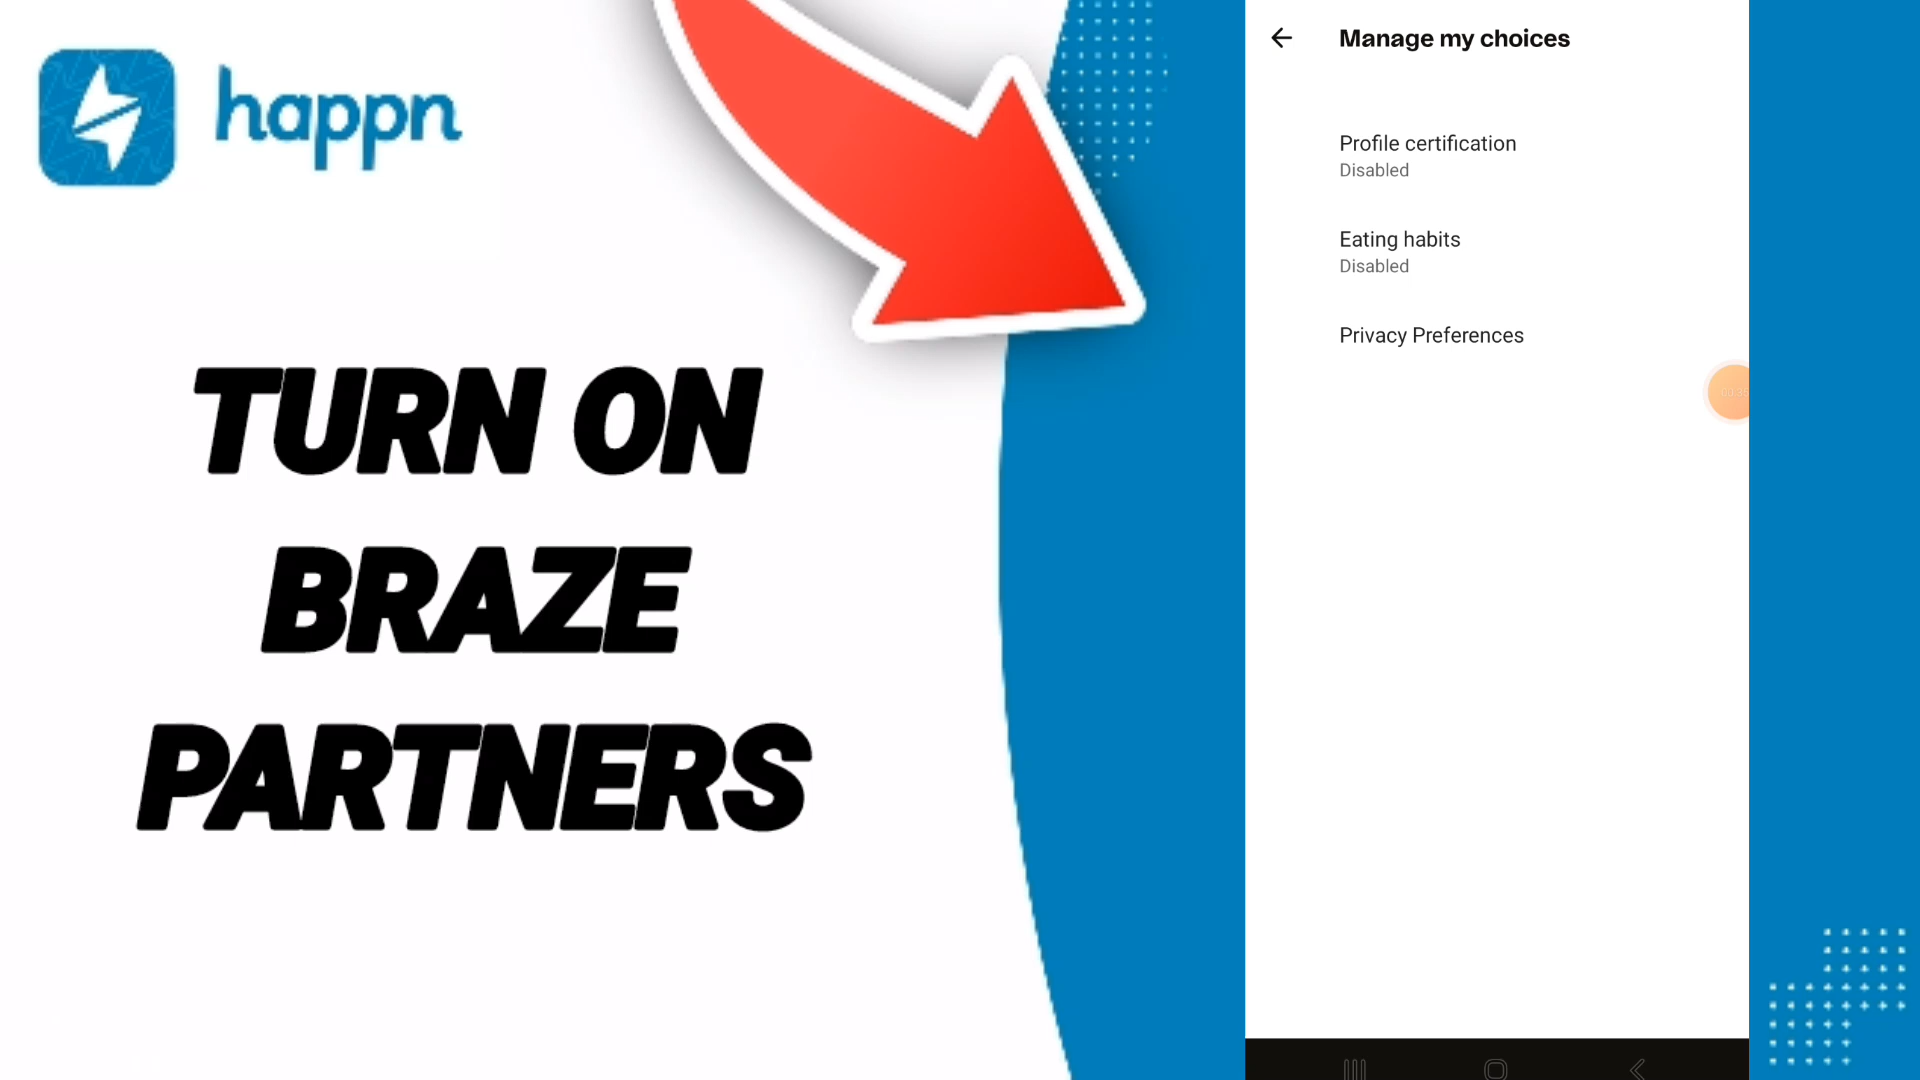 happn
TURN ON
BRAZE
PARTNERS
Manage my choices
Profile certification
Disabled
Eating habits
Disabled
Privacy Preferences